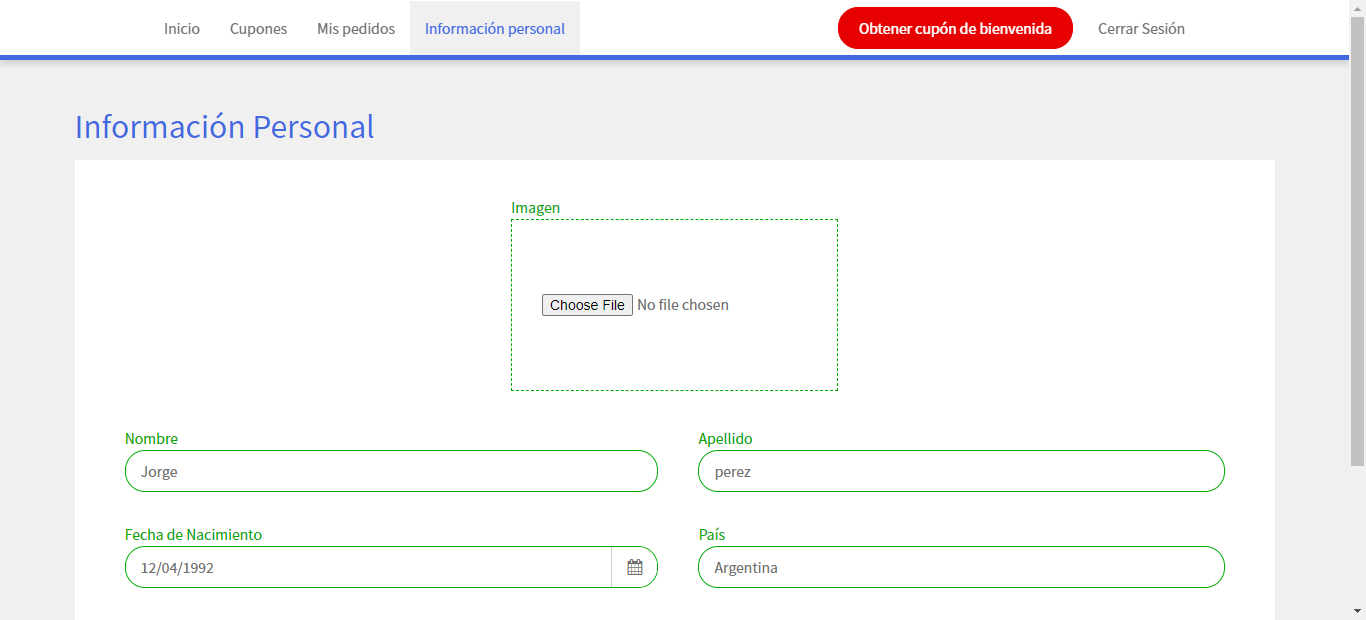 Inicio Cupones Mis pedidos Información personal Obtener cupón de bienvenida Cerrar Sesión
Información Personal
Imagen
Choose File No file chosen
Nombre Apellido
Jorge perez
Fecha de Nacimiento País
12/04/1992 Argentina